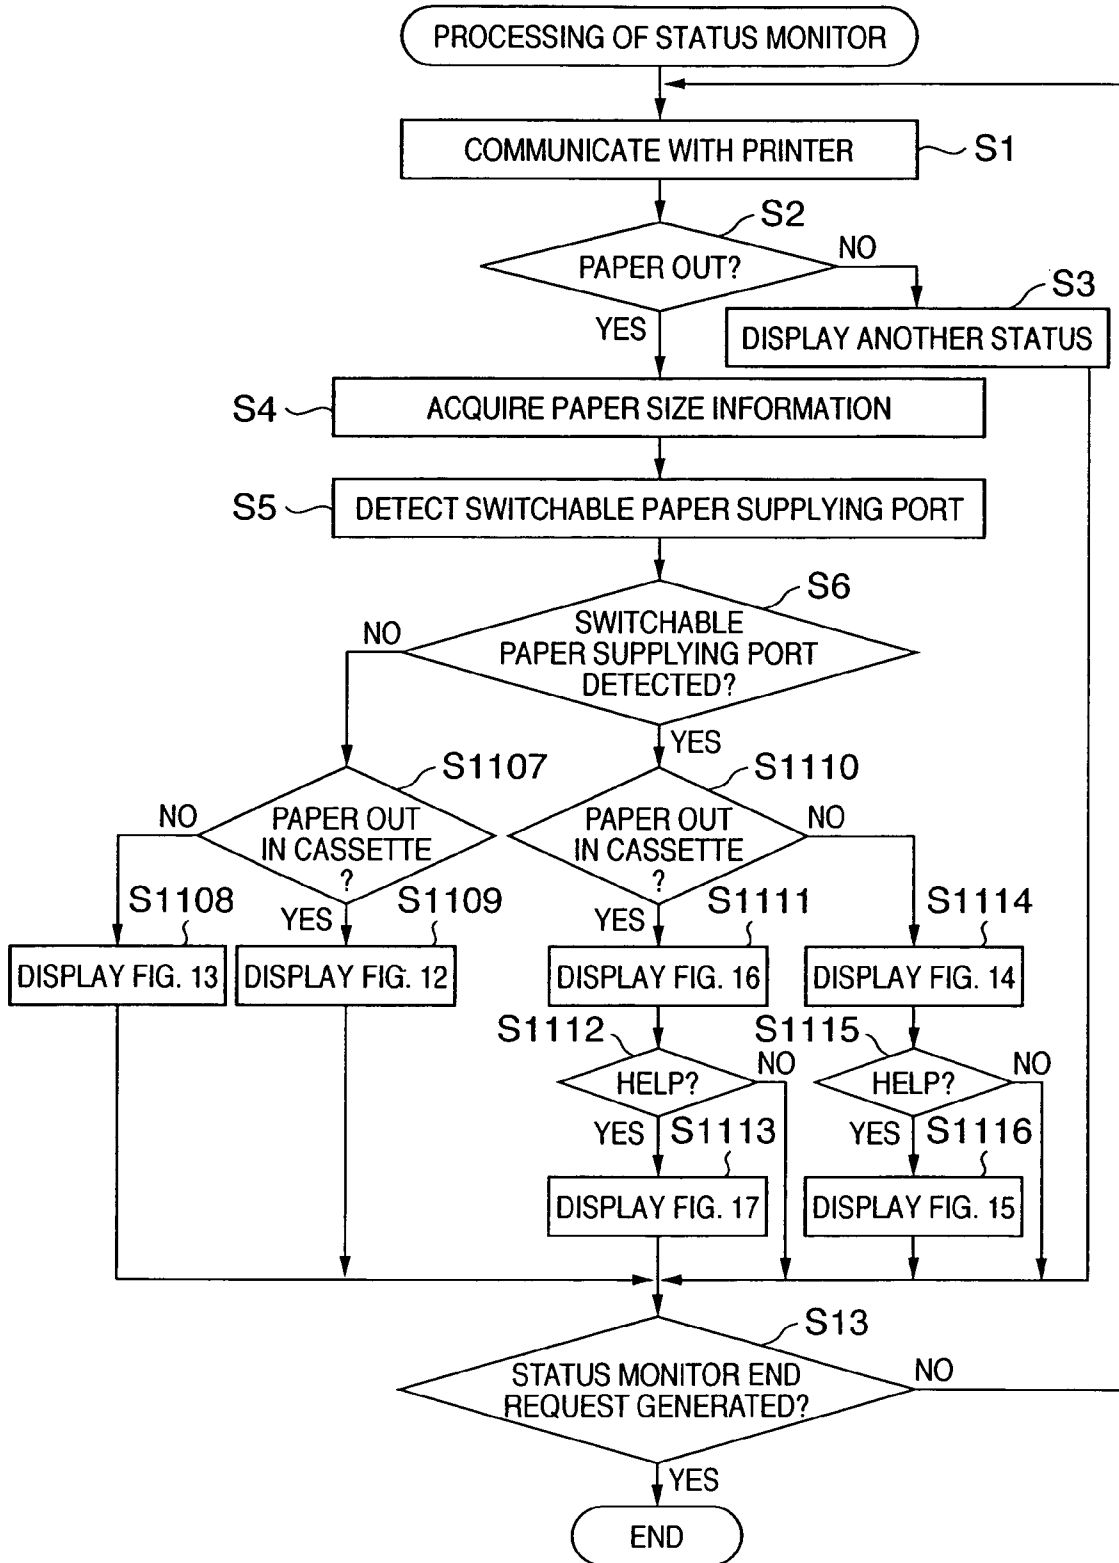 PROCESSING OF STATUS MONITOR
COMMUNICATE WITH PRINTER
S1
S2
PAPER OUT?
NO
YES
S3
DISPLAY ANOTHER STATUS
S4
ACQUIRE PAPER SIZE INFORMATION
S5
DETECT SWITCHABLE PAPER SUPPLYING PORT
S6
SWITCHABLE
PAPER SUPPLYING PORT
DETECTED?
NO
YES
S1107
PAPER OUT
IN CASSETTE
?
NO
YES
S1110
PAPER OUT
IN CASSETTE
?
NO
YES
S1108
DISPLAY FIG. 13
S1109
DISPLAY FIG. 12
S1111
DISPLAY FIG. 16
S1114
DISPLAY FIG. 14
S1112
HELP?
NO
YES
S1115
HELP?
NO
YES
S1113
DISPLAY FIG. 17
S1116
DISPLAY FIG. 15
S13
STATUS MONITOR END
REQUEST GENERATED?
NO
YES
END